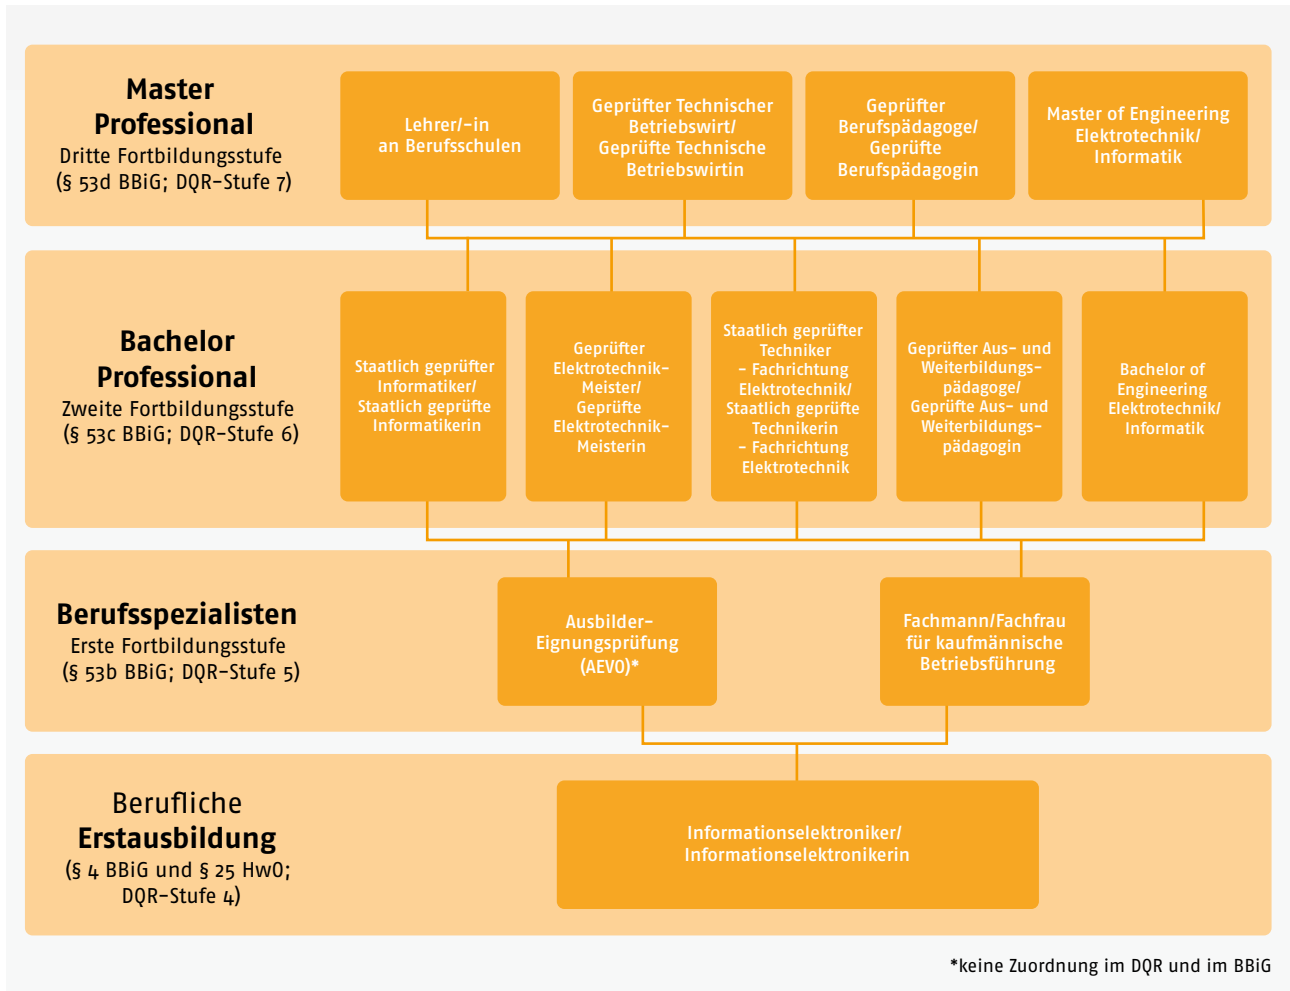 Master
Professional
Dritte Fortbildungsstufe
(§ 53d BBiG; DQR-Stufe 7)
Lehrer/-in
an Berufsschulen
Geprüfter Technischer
Betriebswirt/
Geprüfte Technische
Betriebswirtin
Geprüfter
Berufspädagoge/
Geprüfte
Berufspädagogin
Master of Engineering
Elektrotechnik/
Informatik
Bachelor
Professional
Zweite Fortbildungsstufe
(§ 53c BBiG; DQR-Stufe 6)
Staatlich geprüfter
Informatiker/
Staatlich geprüfte
Informatikerin
Geprüfter
Elektrotechnik-
Meister/
Geprüfte
Elektrotechnik-
Meisterin
Staatlich geprüfter
Techniker
- Fachrichtung
Elektrotechnik/
Staatlich geprüfte
Technikerin
- Fachrichtung
Elektrotechnik
Geprüfter Aus- und
Weiterbildungs-
pädagoge/
Geprüfte Aus- und
Weiterbildungs-
pädagogin
Bachelor of
Engineering
Elektrotechnik/
Informatik
Berufsspezialisten
Erste Fortbildungsstufe
(§ 53b BBiG; DQR-Stufe 5)
Ausbilder-
Eignungsprüfung
(AEVO)*
Fachmann/Fachfrau
für kaufmännische
Betriebsführung
Berufliche
Erstausbildung
(§ 4 BBiG und § 25 HwO;
DQR-Stufe 4)
Informationselektroniker/
Informationselektronikerin
*keine Zuordnung im DQR und im BBiG